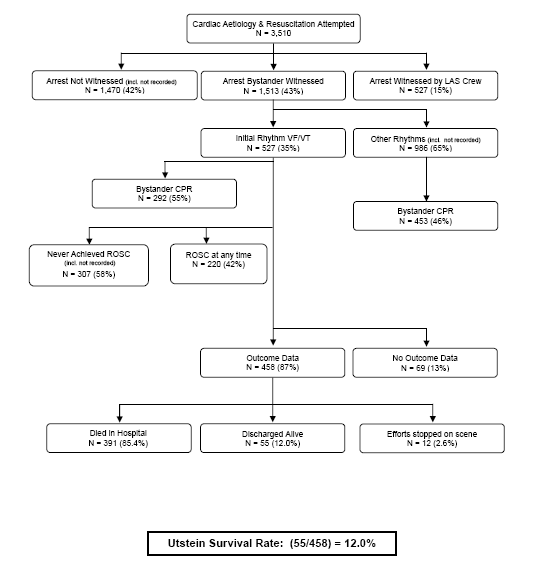 Cardiac Aetiology & Resuscitation Attempted
N = 3,510
Arrest Not Witnessed (incl. not recorded)
N = 1,470 (42%)
Arrest Bystander Witnessed
N = 1,513 (43%)
Arrest Witnessed by LAS Crew
N = 527 (15%)
Initial Rhythm VF/VT
N = 527 (35%)
Other Rhythms (incl. not recorded)
N = 986 (65%)
Bystander CPR
N = 292 (55%)
Bystander CPR
N = 453 (46%)
Never Achieved ROSC
(incl. not recorded)
N = 307 (58%)
ROSC at any time
N = 220 (42%)
Outcome Data
N = 458 (87%)
No Outcome Data
N = 69 (13%)
Died in Hospital
N = 391 (85.4%)
Discharged Alive
N = 55 (12.0%)
Efforts stopped on scene
N = 12 (2.6%)
Utstein Survival Rate: (55/458) = 12.0%